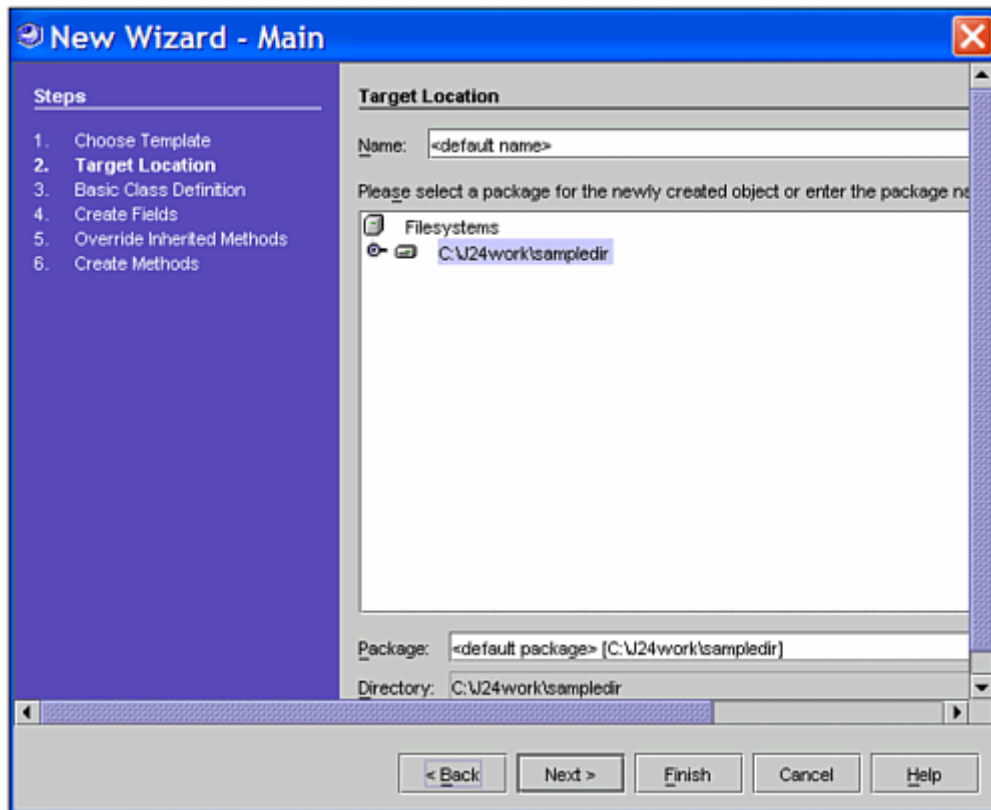 New Wizard - Main
Steps
1. Choose Template
2. Target Location
3. Basic Class Definition
4. Create Fields
5. Override Inherited Methods
6. Create Methods
Target Location
Name: <default name>
Please select a package for the newly created object or enter the package
Filesystems
C:\J24work\sampledir
Package: <default package> [C:\J24work\sampledir]
Directory: C:\J24work\sampledir
< Back
Next >
Finish
Cancel
Help